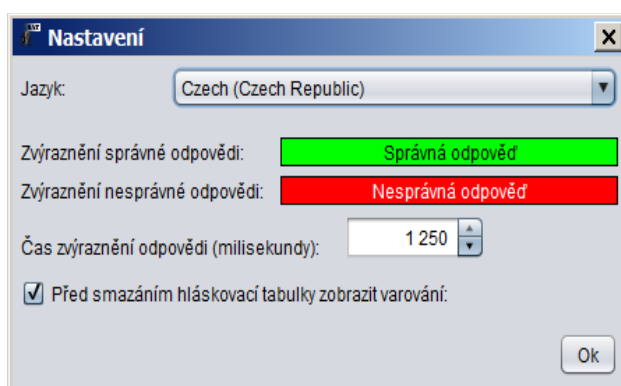 Nastavení
Jazyk: Czech (Czech Republic)
Zvýraznění správné odpovědi: Správná odpověď
Zvýraznění nesprávné odpovědi: Nesprávná odpověď
Čas zvýraznění odpovědi (milisekundy): 1 250
Před smazáním hláskovací tabulky zobrazit varování:
Ok